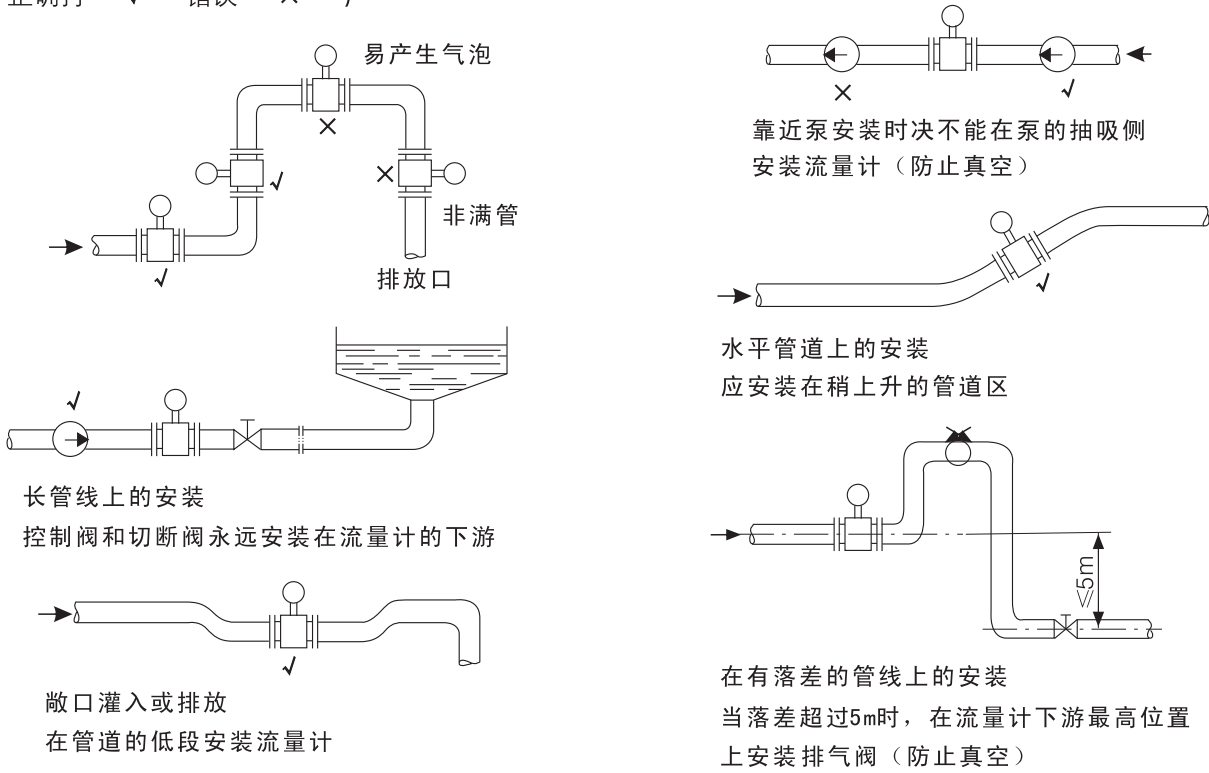 易产生气泡
非满管
排放口
长管线上的安装
控制阀和切断阀永远安装在流量计的下游
敞口灌入或排放
在管道的低段安装流量计
靠近泵安装时决不能在泵的抽吸侧
安装流量计（防止真空）
水平管道上的安装
应安装在稍上升的管道区
≤5m
在有落差的管线上的安装
当落差超过5m时，在流量计下游最高位置
上安装排气阀（防止真空）